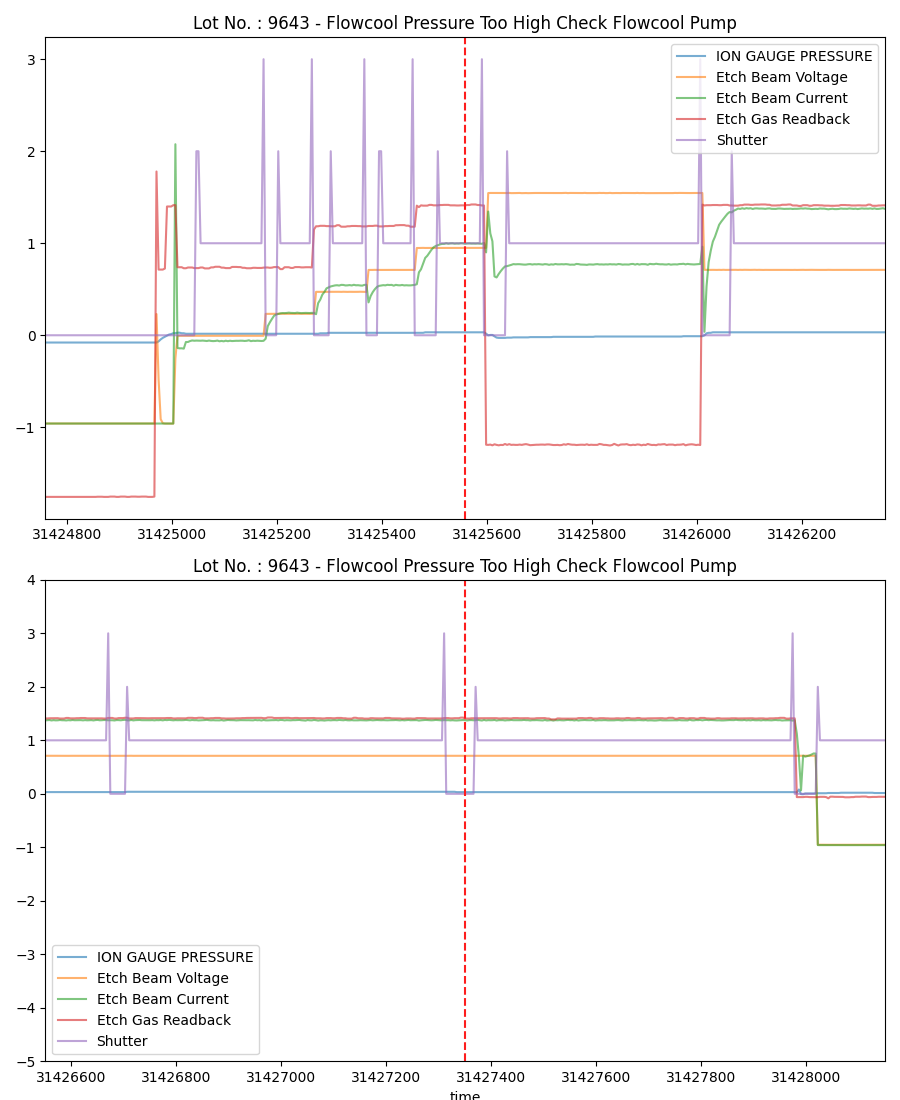 Lot No. : 9643 - Flowcool Pressure Too High Check Flowcool Pump
ION GAUGE PRESSURE
Etch Beam Voltage
Etch Beam Current
Etch Gas Readback
Shutter
3
2
1
0
−1
31424800 31425000 31425200 31425400 31425600 31425800 31426000 31426200
Lot No. : 9643 - Flowcool Pressure Too High Check Flowcool Pump
4
3
2
1
0
−1
−2
−3
−4
−5
ION GAUGE PRESSURE
Etch Beam Voltage
Etch Beam Current
Etch Gas Readback
Shutter
31426600 31426800 31427000 31427200 31427400 31427600 31427800 31428000
time